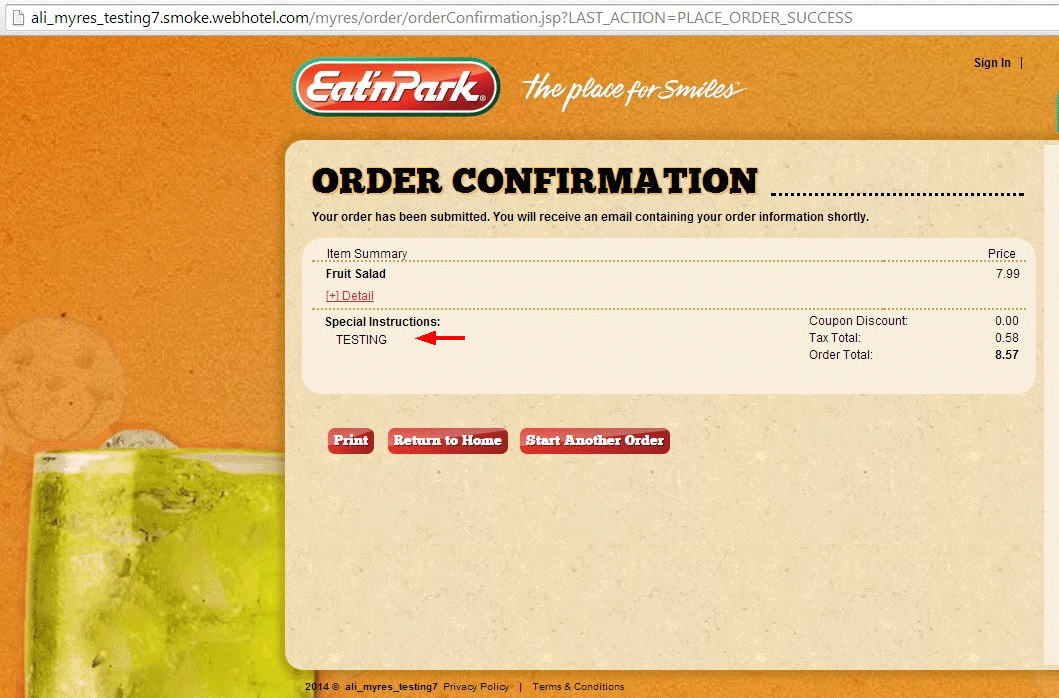 ali_myres_testing7.smoke.webhotel.com/myres/order/orderConfirmation.jsp?LAST_ACTION=PLACE_ORDER_SUCCESS
Sign In |
Eat'nPark®
the place for Smiles™
ORDER CONFIRMATION
Your order has been submitted. You will receive an email containing your order information shortly.
Item Summary Price
Fruit Salad 7.99
[+] Detail
Special Instructions: Coupon Discount: 0.00
TESTING Tax Total: 0.58
Order Total: 8.57
Print Return to Home Start Another Order
2014 © ali_myres_testing7 Privacy Policy | Terms & Conditions